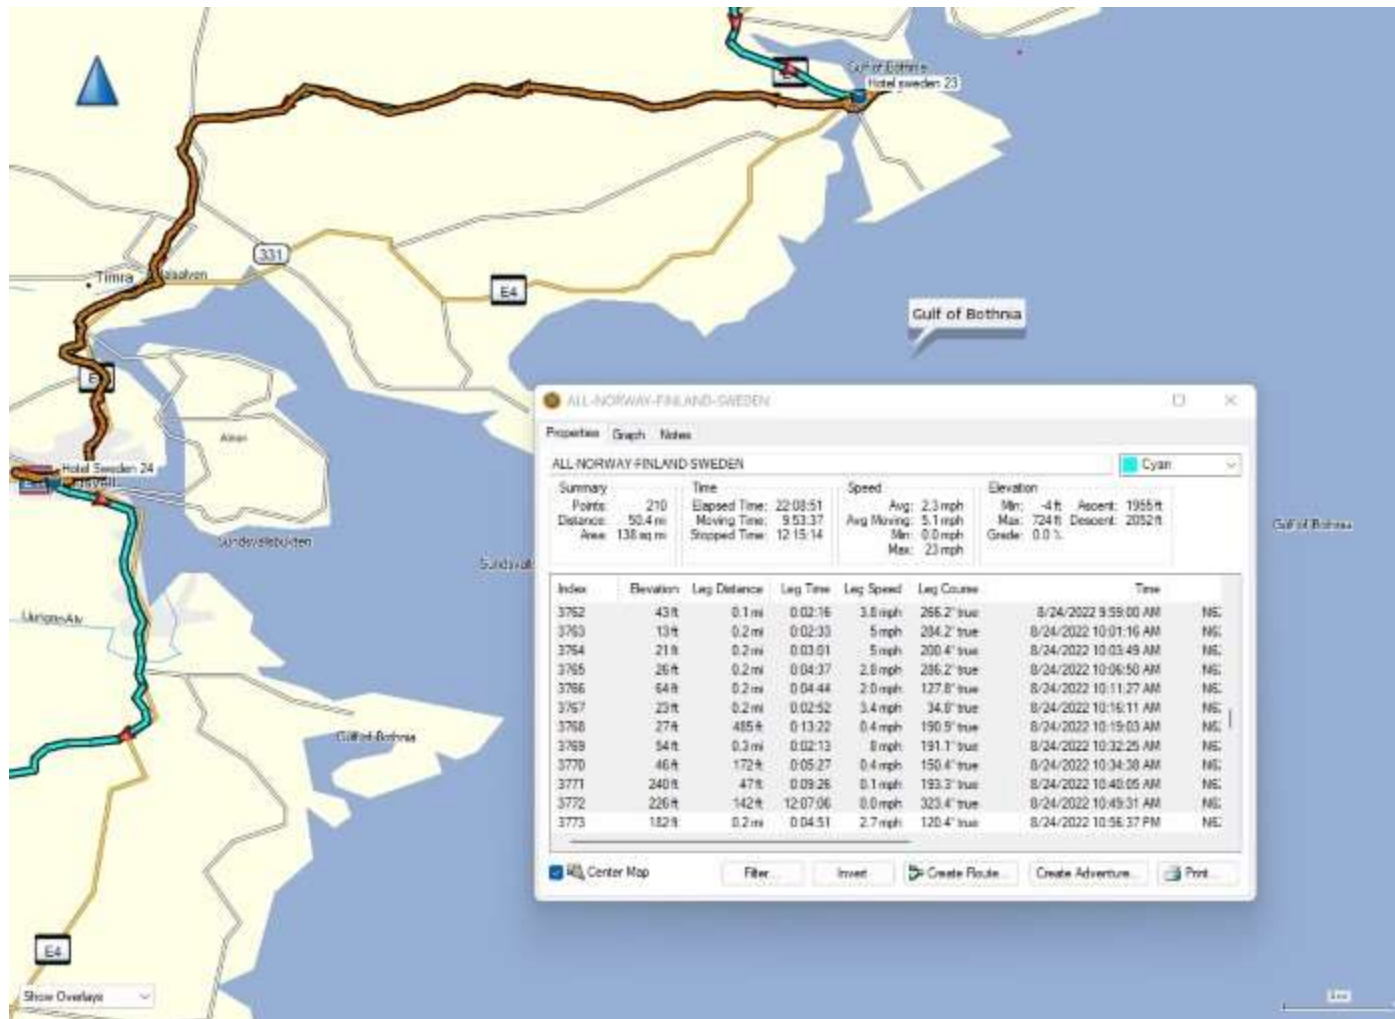 Gulf of Bothnia
Hotel sweden 23
331
Timra
E4
Gulf of Bothnia
Alnon
Hotel Sweden 24
Sundsvallsbukten
Gulf of Bothnia
Gulf of Bothnia
E4
Show Overlays
ALL-NORWAY-FINLAND-SWEDEN
Properties Graph Notes
ALL-NORWAY-FINLAND-SWEDEN Cyan
Summary Time Speed Elevation
Points: 210 Elapsed Time: 22:08:51 Avg: 2.3 mph Min: -4 ft Ascent: 1955 ft
Distance: 50.4 mi Moving Time: 9:53:37 Avg Moving: 5.1 mph Max: 724 ft Descent: 2052 ft
Area: 138 sq mi Stopped Time: 12:15:14 Min: 0.0 mph Grade: 0.0 %
Max: 23 mph
Index Elevation Leg Distance Leg Time Leg Speed Leg Course Time
3762 43 ft 0.1 mi 0:02:16 3.8 mph 266.2° true 8/24/2022 9:59:00 AM N62
3763 13 ft 0.2 mi 0:02:33 5 mph 284.2° true 8/24/2022 10:01:16 AM N62
3764 21 ft 0.2 mi 0:03:01 5 mph 200.4° true 8/24/2022 10:03:49 AM N62
3765 26 ft 0.2 mi 0:04:37 2.8 mph 286.2° true 8/24/2022 10:06:50 AM N62
3766 64 ft 0.2 mi 0:04:44 2.0 mph 127.8° true 8/24/2022 10:11:27 AM N62
3767 23 ft 0.2 mi 0:02:52 3.4 mph 34.8° true 8/24/2022 10:16:11 AM N62
3768 27 ft 485 ft 0:13:22 0.4 mph 190.9° true 8/24/2022 10:19:03 AM N62
3769 54 ft 0.3 mi 0:02:13 8 mph 191.1° true 8/24/2022 10:32:25 AM N62
3770 46 ft 172 ft 0:05:27 0.4 mph 150.4° true 8/24/2022 10:34:38 AM N62
3771 240 ft 47 ft 0:09:26 0.1 mph 193.3° true 8/24/2022 10:40:05 AM N62
3772 226 ft 142 ft 12:07:06 0.0 mph 323.4° true 8/24/2022 10:49:31 AM N62
3773 182 ft 0.2 mi 0:04:51 2.7 mph 120.4° true 8/24/2022 10:56:37 PM N62
Center Map Filter... Invert Create Route... Create Adventure... Print...